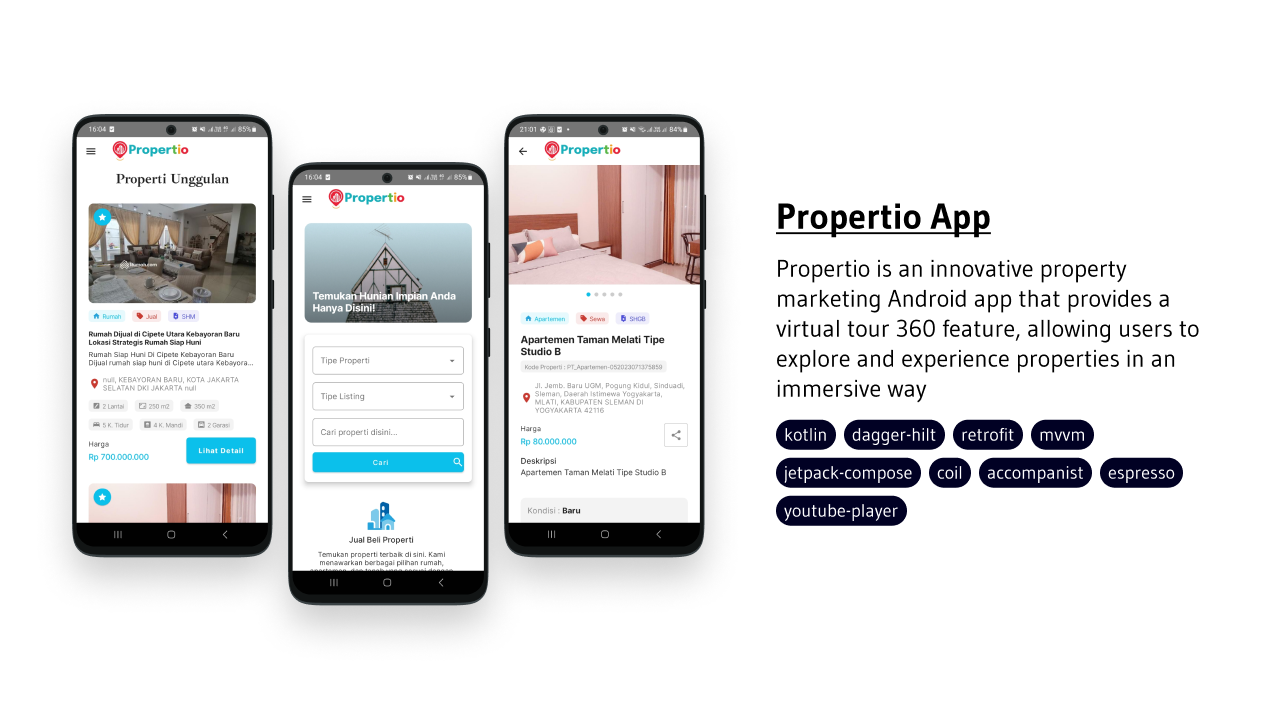 16:04 85%
Propertio
Properti Unggulan
Rumah.com
Rumah Jual SHM
Rumah Dijual di Cipete Utara Kebayoran Baru
Lokasi Strategis Rumah Siap Huni
Rumah Siap Huni Di Cipete Kebayoran Baru
Dijual rumah siap huni di Cipete utara Kebayora...
null, KEBAYORAN BARU, KOTA JAKARTA
SELATAN DKI JAKARTA null
2 Lantai 250 m2 350 m2
5 K. Tidur 4 K. Mandi 2 Garasi
Harga
Rp 700.000.000
Lihat Detail
16:04 85%
Propertio
Temukan Hunian Impian Anda
Hanya Disini!
Tipe Properti
Tipe Listing
Cari properti disini...
Cari
Jual Beli Properti
Temukan properti terbaik di sini. Kami
menawarkan berbagai pilihan rumah,
21:01 84%
Propertio
Apartemen Sewa SHGB
Apartemen Taman Melati Tipe
Studio B
Kode Properti : PT_Apartemen-052023071375859
Jl. Jemb. Baru UGM, Pogung Kidul, Sinduadi,
Sleman, Daerah Istimewa Yogyakarta,
MLATI, KABUPATEN SLEMAN DI
YOGYAKARTA 42116
Harga
Rp 80.000.000
Deskripsi
Apartemen Taman Melati Tipe Studio B
Kondisi : Baru
Propertio App
Propertio is an innovative property
marketing Android app that provides a
virtual tour 360 feature, allowing users to
explore and experience properties in an
immersive way
kotlin dagger-hilt retrofit mvvm
jetpack-compose coil accompanist espresso
youtube-player